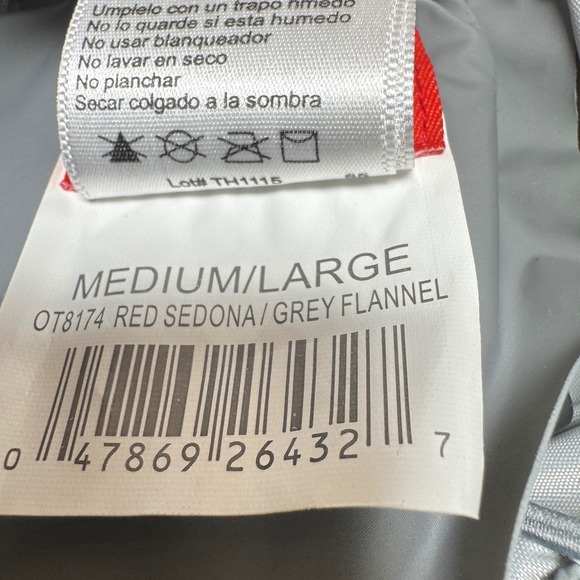 Umpielo con un trapo hmedo
No lo guarde si esta humedo
No usar blanqueador
No lavar en seco
No planchar
Secar colgado a la sombra
Lot# TH1115
MEDIUM/LARGE
OT8174 RED SEDONA / GREY FLANNEL
0 47869 26432 7